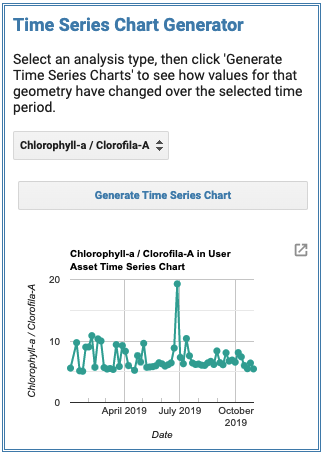 Time Series Chart Generator
Select an analysis type, then click 'Generate
Time Series Charts' to see how values for that
geometry have changed over the selected time
period.
Chlorophyll-a / Clorofila-A
Generate Time Series Chart
Chlorophyll-a / Clorofila-A in User
Asset Time Series Chart
Chlorophyll-a / Clorofila-A
20
10
0
April 2019 July 2019 October
2019
Date